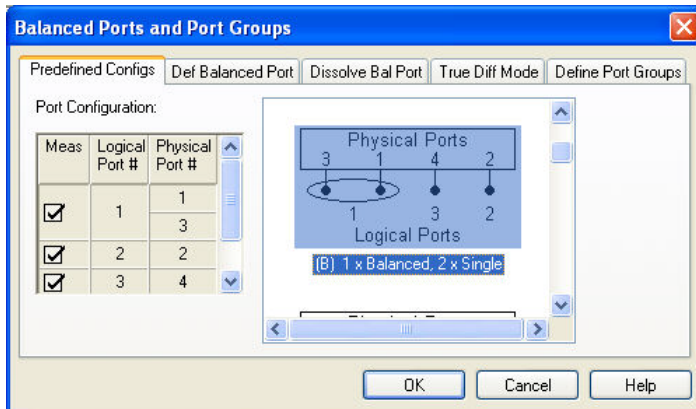 Balanced Ports and Port Groups
Predefined Configs Def Balanced Port Dissolve Bal Port True Diff Mode Define Port Groups
Port Configuration:
Meas Logical Port # Physical Port #
1 1
3
2 2
3 4
Physical Ports
3 1 4 2
1 3 2
Logical Ports
(B) 1 x Balanced, 2 x Single
OK Cancel Help